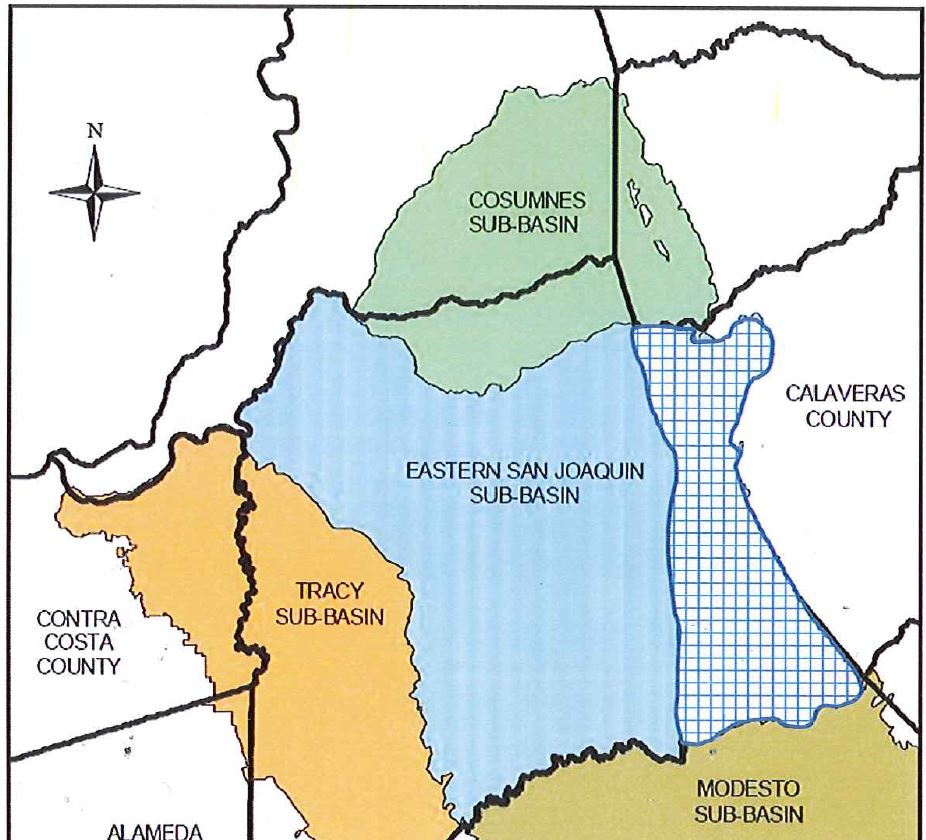 N
COSUMNES
SUB-BASIN
CALAVERAS
COUNTY
EASTERN SAN JOAQUIN
SUB-BASIN
TRACY
SUB-BASIN
CONTRA
COSTA
COUNTY
MODESTO
SUB-BASIN
ALAMEDA